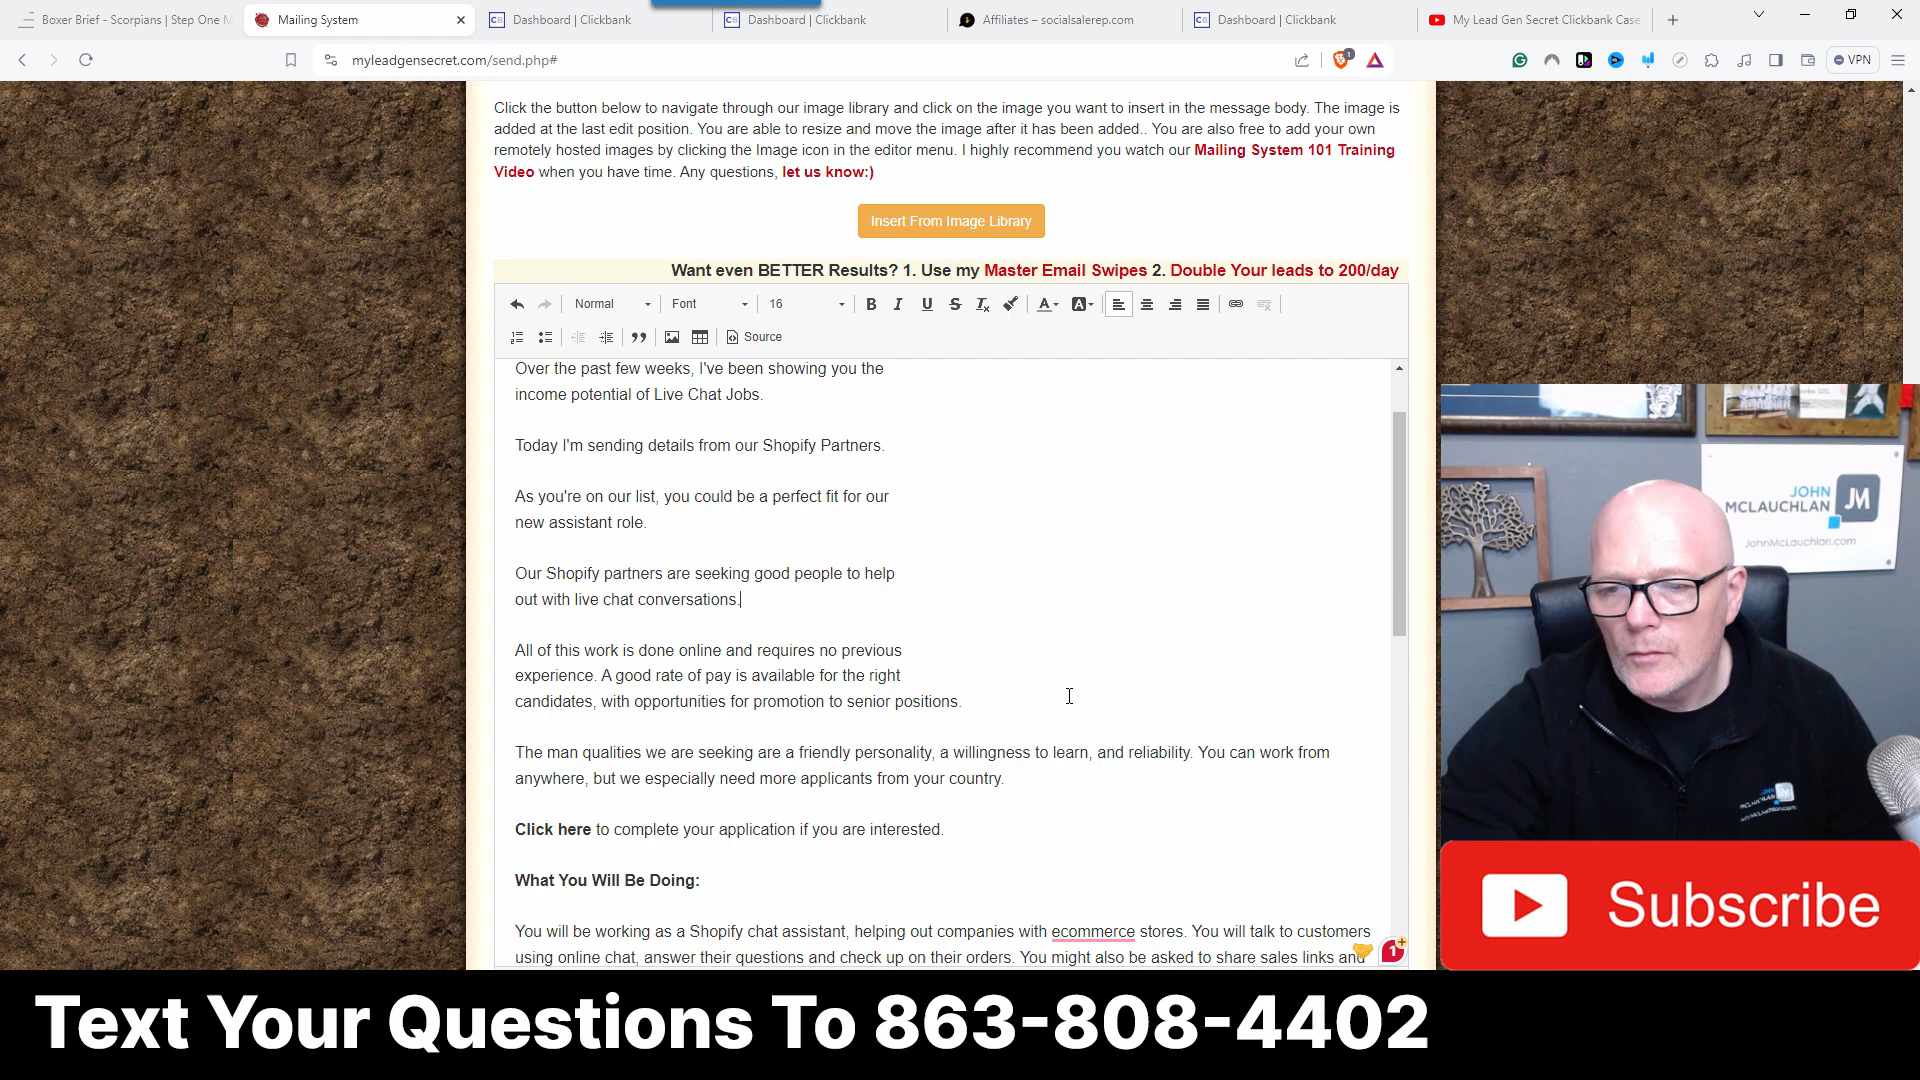 Boxer Brief - Scorpians | Step One M
Mailing System
Dashboard | Clickbank
Dashboard | Clickbank
Affiliates – socialsalerep.com
Dashboard | Clickbank
My Lead Gen Secret Clickbank Case
myleadgensecret.com/send.php#
VPN
Click the button below to navigate through our image library and click on the image you want to insert in the message body. The image is
added at the last edit position. You are able to resize and move the image after it has been added.. You are also free to add your own
remotely hosted images by clicking the Image icon in the editor menu. I highly recommend you watch our Mailing System 101 Training
Video when you have time. Any questions, let us know:)
Insert From Image Library
Want even BETTER Results? 1. Use my Master Email Swipes 2. Double Your leads to 200/day
Normal
Font
16
Source
Over the past few weeks, I've been showing you the
income potential of Live Chat Jobs.
Today I'm sending details from our Shopify Partners.
As you're on our list, you could be a perfect fit for our
new assistant role.
Our Shopify partners are seeking good people to help
out with live chat conversations.
All of this work is done online and requires no previous
experience. A good rate of pay is available for the right
candidates, with opportunities for promotion to senior positions.
The man qualities we are seeking are a friendly personality, a willingness to learn, and reliability. You can work from
anywhere, but we especially need more applicants from your country.
Click here to complete your application if you are interested.
What You Will Be Doing:
You will be working as a Shopify chat assistant, helping out companies with ecommerce stores. You will talk to customers
using online chat, answer their questions and check up on their orders. You might also be asked to share sales links and
1
JOHN
MCLAUCHLAN
JM
JohnMcLauchlan.com
Subscribe
Text Your Questions To 863-808-4402